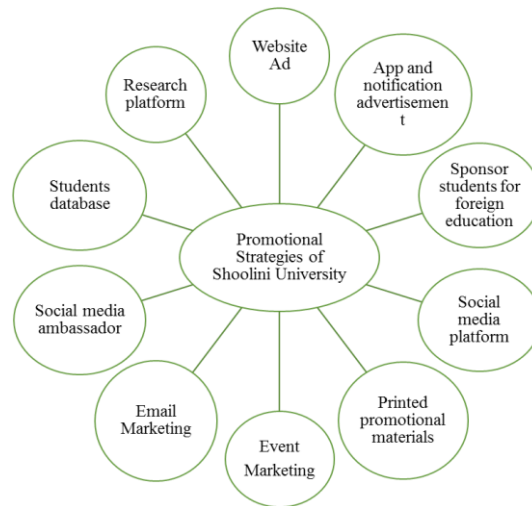 Website
Ad
App and
notification
advertisemen
t
Sponsor
students for
foreign
education
Social
media
platform
Printed
promotional
materials
Event
Marketing
Email
Marketing
Social media
ambassador
Students
database
Research
platform
Promotional
Strategies of
Shoolini University